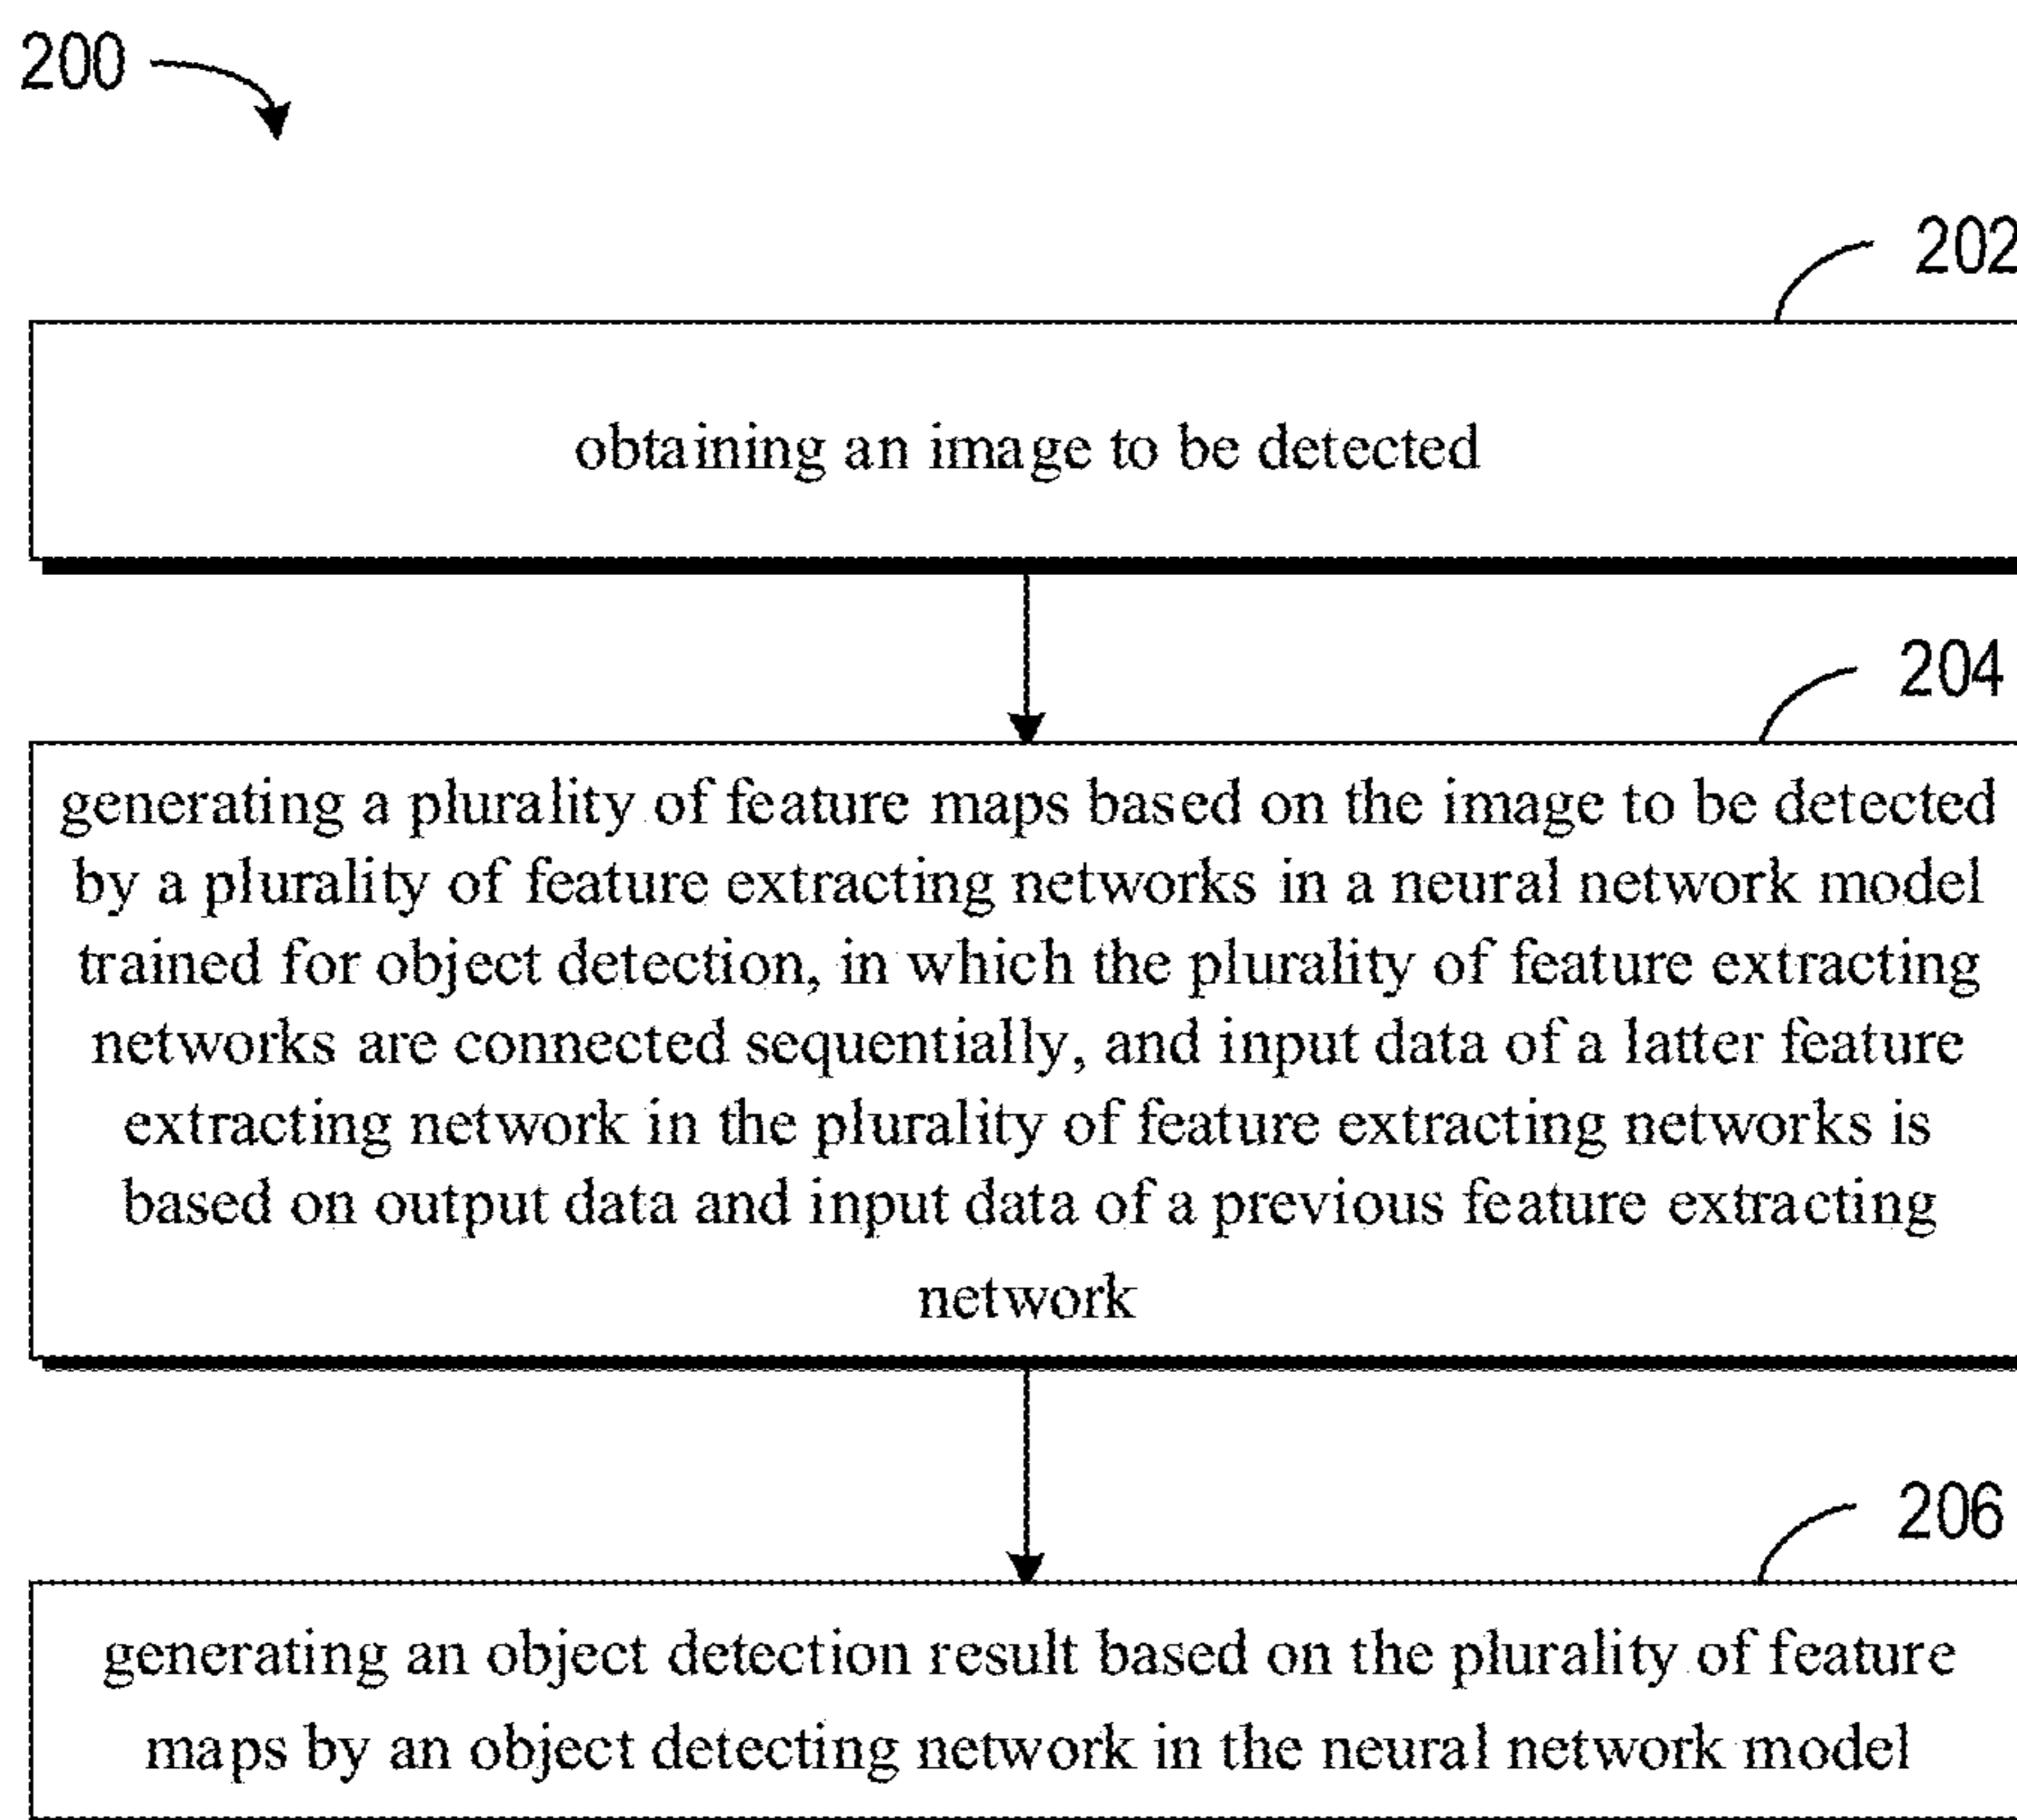 200
202
obtaining an image to be detected
204
generating a plurality of feature maps based on the image to be detected
by a plurality of feature extracting networks in a neural network model
trained for object detection, in which the plurality of feature extracting
networks are connected sequentially, and input data of a latter feature
extracting network in the plurality of feature extracting networks is
based on output data and input data of a previous feature extracting
network
206
generating an object detection result based on the plurality of feature
maps by an object detecting network in the neural network model